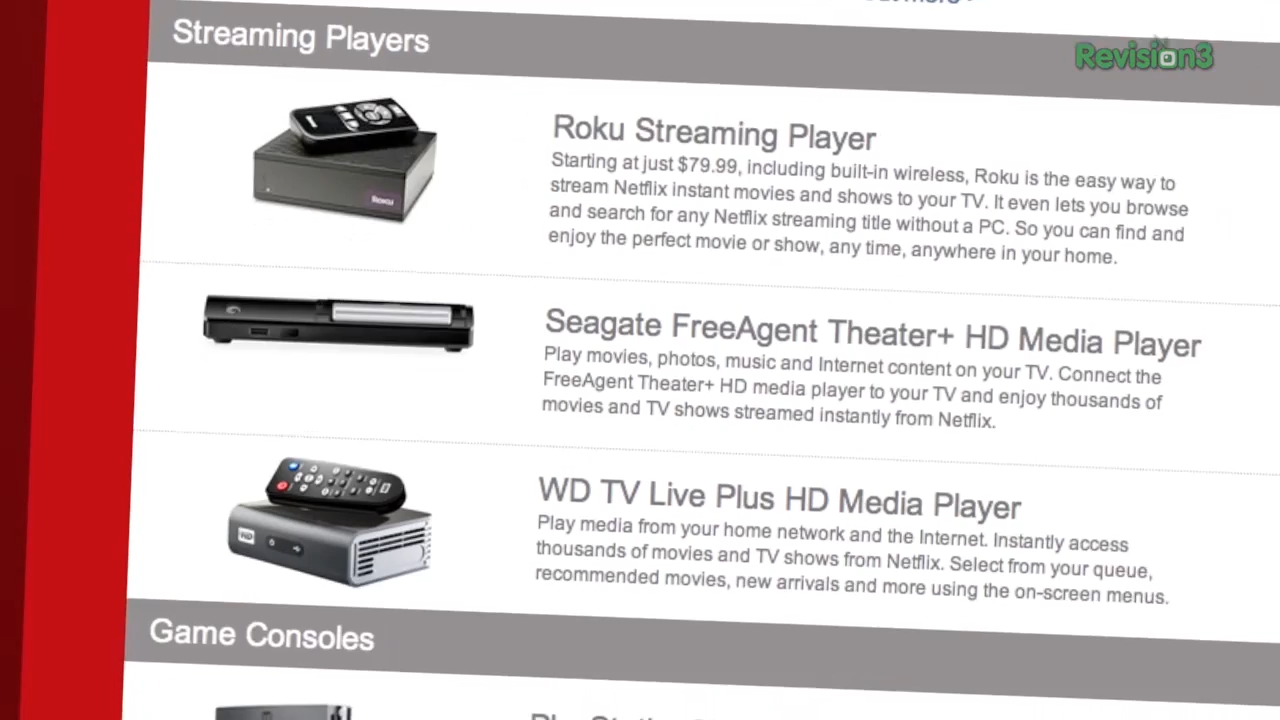 Streaming Players
Revision3
Roku Streaming Player
Starting at just $79.99, including built-in wireless, Roku is the easy way to
stream Netflix instant movies and shows to your TV. It even lets you browse
and search for any Netflix streaming title without a PC. So you can find and
enjoy the perfect movie or show, any time, anywhere in your home.
Roku
Seagate FreeAgent Theater+ HD Media Player
Play movies, photos, music and Internet content on your TV. Connect the
FreeAgent Theater+ HD media player to your TV and enjoy thousands of
movies and TV shows streamed instantly from Netflix.
WD TV Live Plus HD Media Player
Play media from your home network and the Internet. Instantly access
thousands of movies and TV shows from Netflix. Select from your queue,
recommended movies, new arrivals and more using the on-screen menus.
WD
Game Consoles